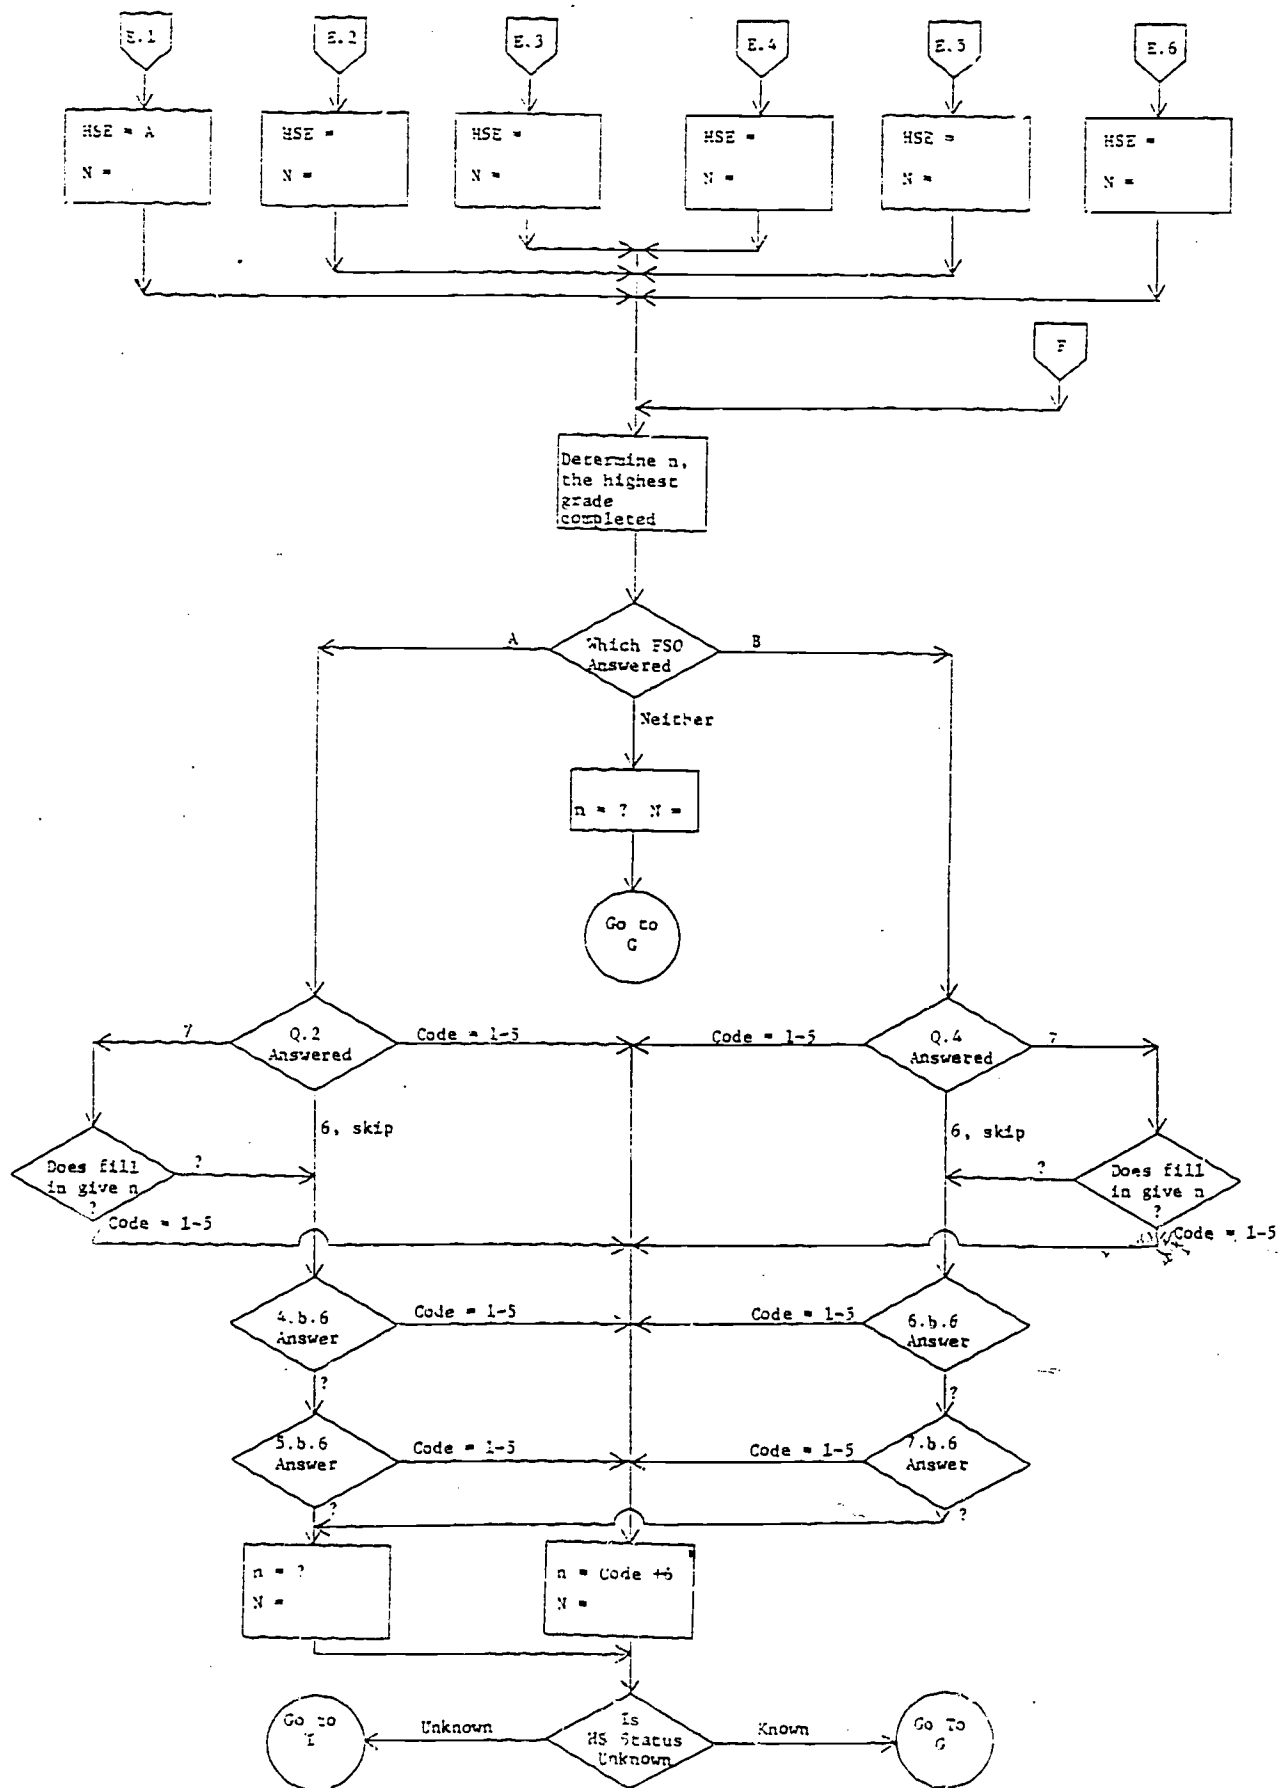 E.1
E.2
E.3
E.4
E.5
E.6
HSE = A
N =
HSE =
N =
HSE =
N =
HSE =
N =
HSE =
N =
HSE =
N =
F
Determine n,
the highest
grade
completed
A
Which FSO
Answered
B
Neither
n = ? N =
Go to
G
7
Q.2
Answered
Code = 1-5
Code = 1-5
Q.4
Answered
7
6, skip
6, skip
Does fill
in give n
?
?
?
Does fill
in give n
?
Code = 1-5
Code = 1-5
4.b.6
Answer
Code = 1-5
Code = 1-5
6.b.6
Answer
?
?
5.b.6
Answer
Code = 1-5
Code = 1-5
7.b.6
Answer
?
?
n = ?
N =
n = Code +6
N =
Go to
Unknown
Is
HS Status
Unknown
Known
Go To
G